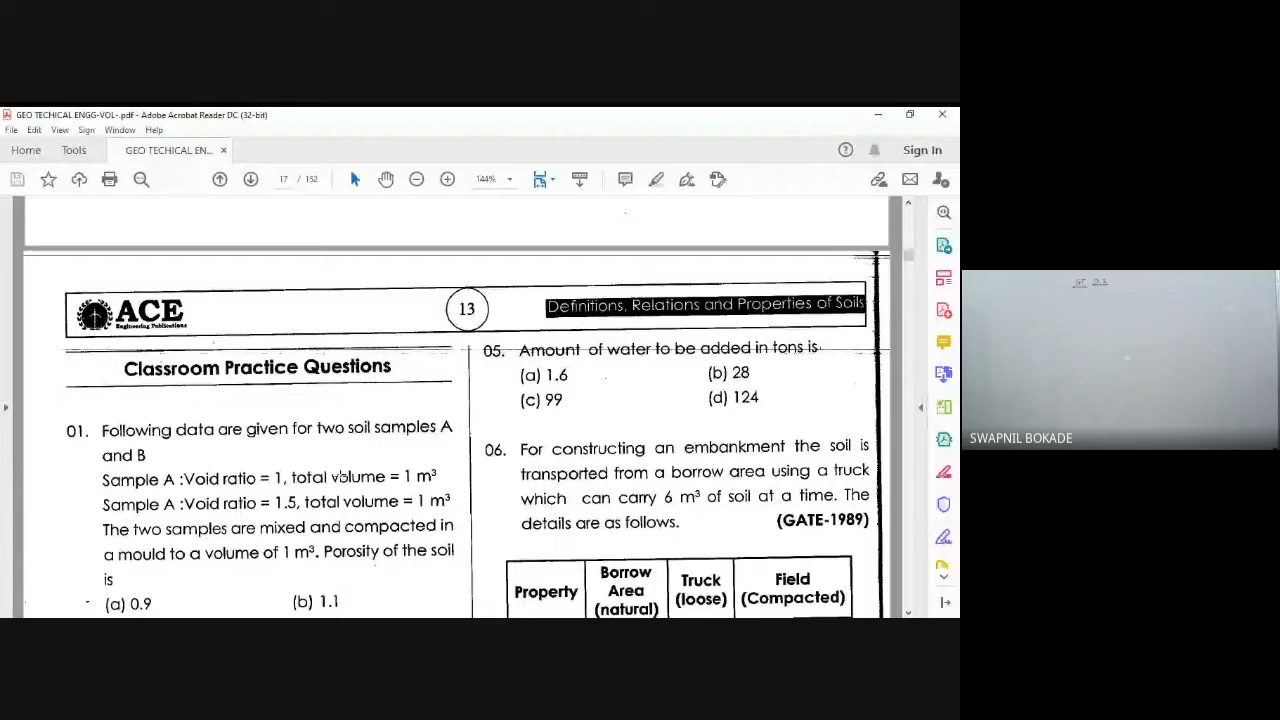 GEO TECHICAL ENGG-VOL-.pdf - Adobe Acrobat Reader DC (32-bit)
File Edit View Sign Window Help
Home Tools GEO TECHICAL EN... × Sign In
17 / 152 144%
ACE
Engineering Publications
13
Definitions, Relations and Properties of Soils
Classroom Practice Questions
01. Following data are given for two soil samples A
and B
Sample A :Void ratio = 1, total volume = 1 m³
Sample A :Void ratio = 1.5, total volume = 1 m³
The two samples are mixed and compacted in
a mould to a volume of 1 m³. Porosity of the soil
is
(a) 0.9 (b) 1.1
05. Amount of water to be added in tons is
(a) 1.6 (b) 28
(c) 99 (d) 124
06. For constructing an embankment the soil is
transported from a borrow area using a truck
which can carry 6 m³ of soil at a time. The
details are as follows. (GATE-1989)
Property Borrow Area (natural) Truck (loose) Field (Compacted)
SWAPNIL BOKADE